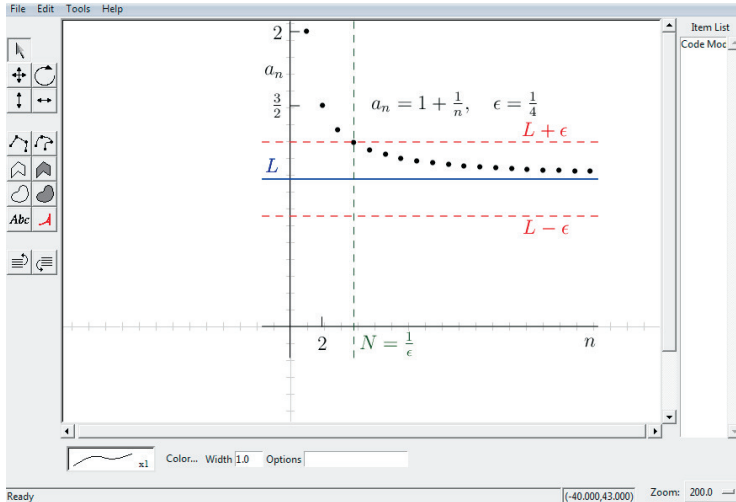 File Edit Tools Help
Item List
Code Moc
2
a_n
3/2
a_n = 1 + 1/n, ϵ = 1/4
L + ϵ
L
L − ϵ
2
N = 1/ϵ
n
Abc
x1 Color... Width 1.0 Options
Ready (-40.000,43.000) Zoom: 200.0